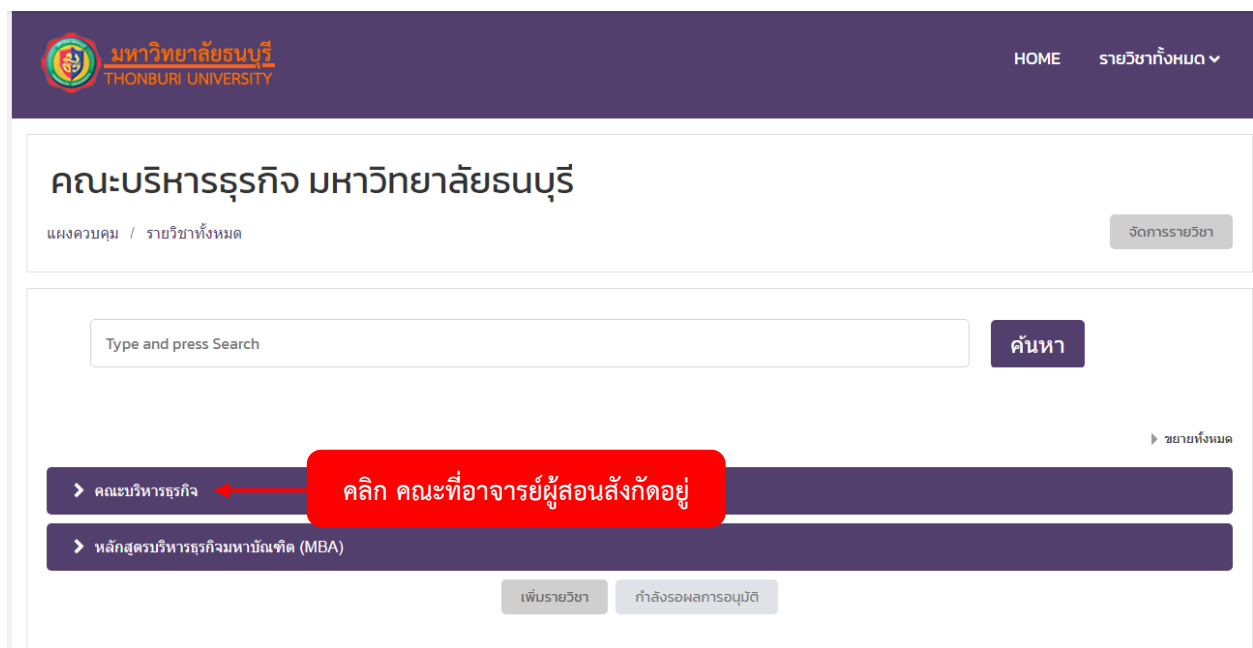 มหาวิทยาลัยธนบุรี
THONBURI UNIVERSITY
HOME รายวิชาทั้งหมด
คณะบริหารธุรกิจ มหาวิทยาลัยธนบุรี
แผงควบคุม / รายวิชาทั้งหมด
จัดการรายวิชา
Type and press Search
ค้นหา
ขยายทั้งหมด
คณะบริหารธุรกิจ
คลิก คณะที่อาจารย์ผู้สอนสังกัดอยู่
หลักสูตรบริหารธุรกิจมหาบัณฑิต (MBA)
เพิ่มรายวิชา กำลังรอผลการอนุมัติ